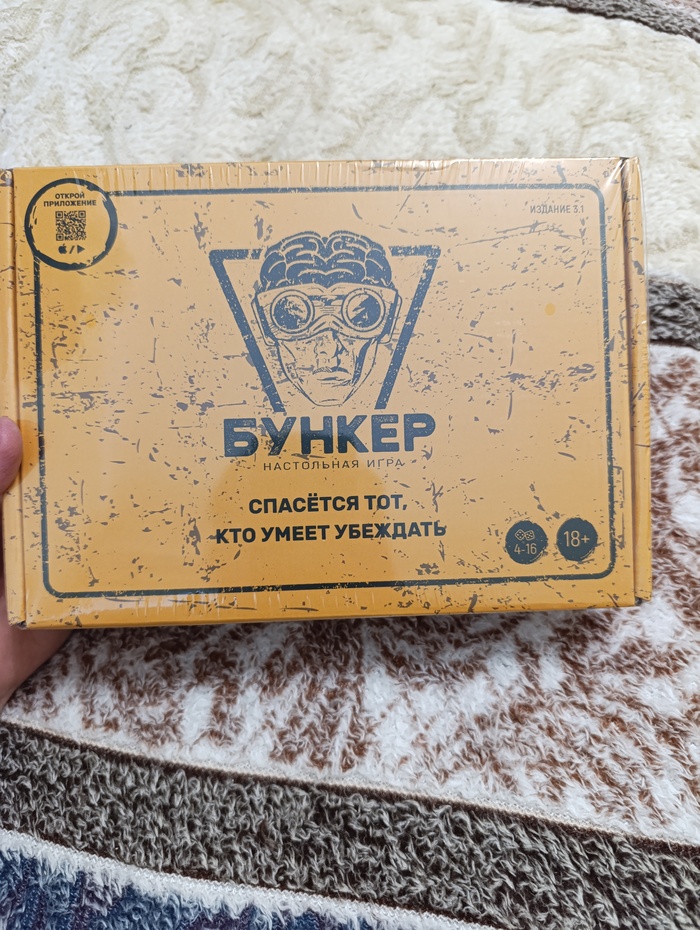 ОТКРОЙ
ПРИЛОЖЕНИЕ
ИЗДАНИЕ 3.1
БУНКЕР
НАСТОЛЬНАЯ ИГРА
СПАСЁТСЯ ТОТ,
КТО УМЕЕТ УБЕЖДАТЬ
4-16
18+